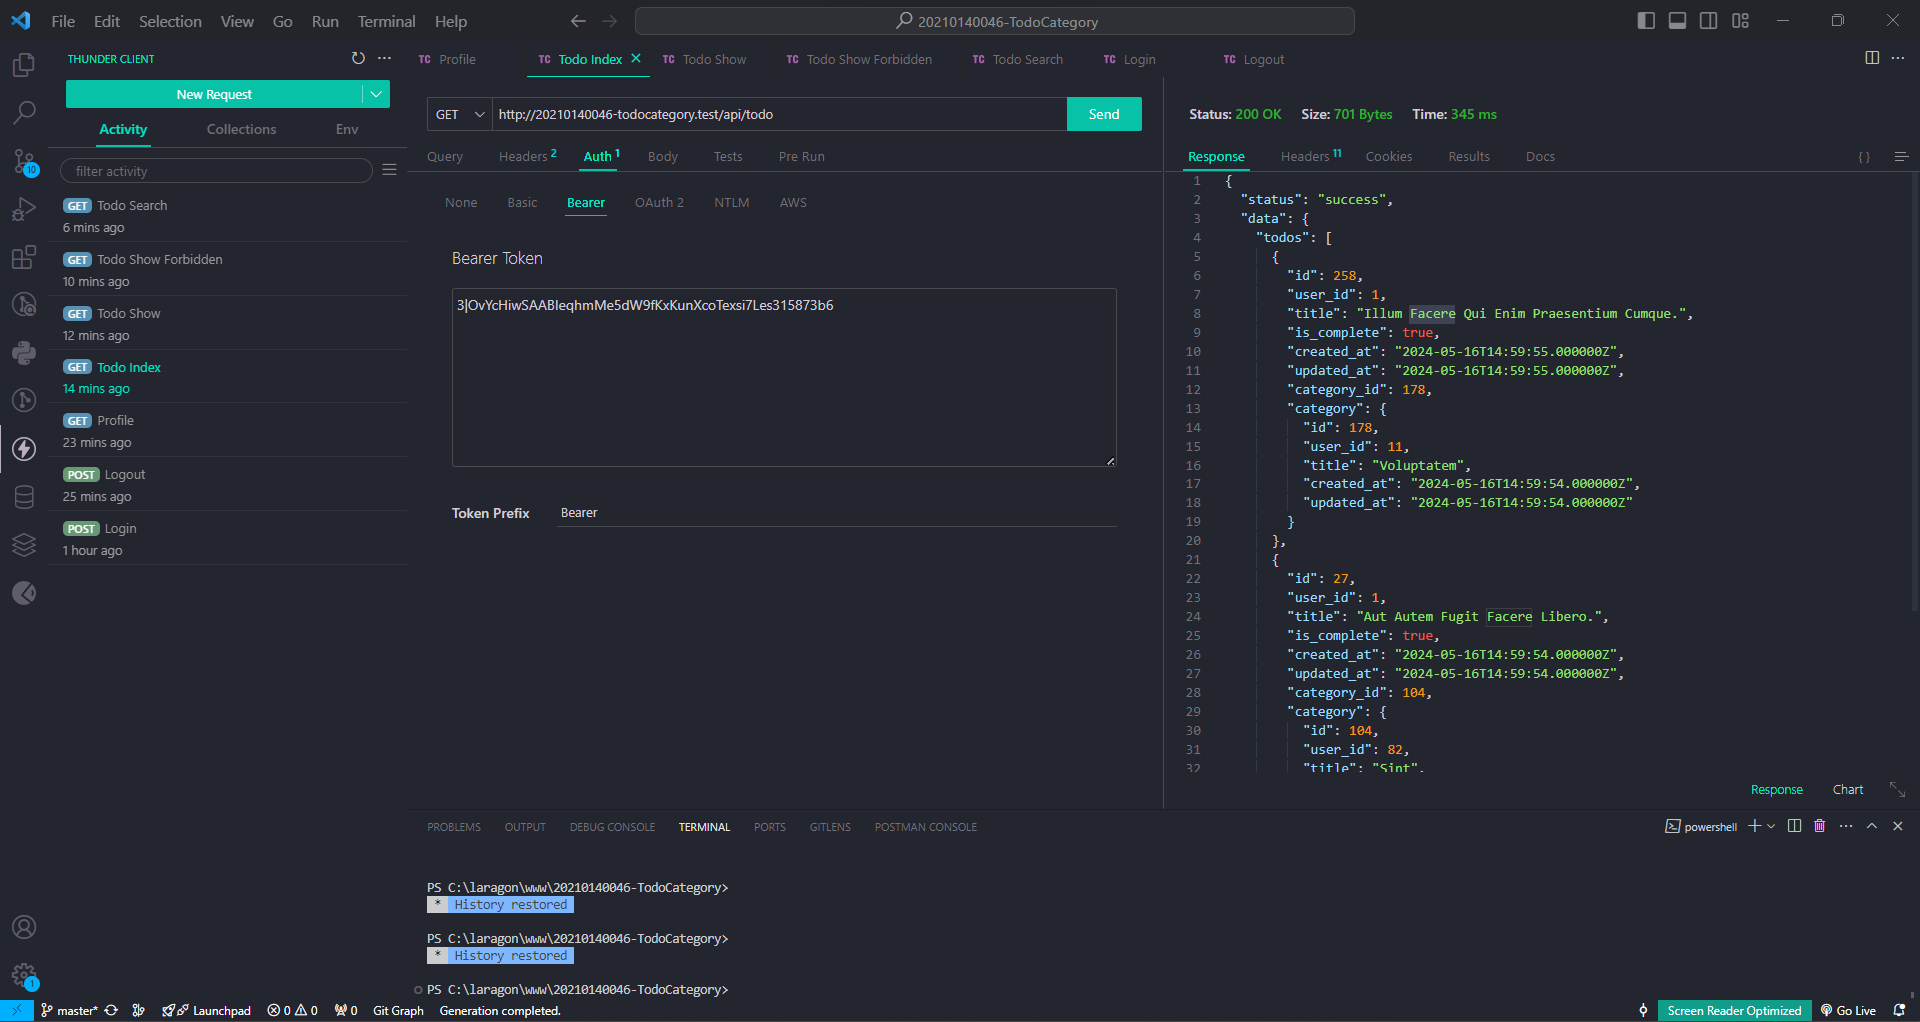 File Edit Selection View Go Run Terminal Help
20210140046-TodoCategory
THUNDER CLIENT
New Request
Activity Collections Env
filter activity
GET Todo Search
6 mins ago
GET Todo Show Forbidden
10 mins ago
GET Todo Show
12 mins ago
GET Todo Index
14 mins ago
GET Profile
23 mins ago
POST Logout
25 mins ago
POST Login
1 hour ago
10
1
TC Profile TC Todo Index TC Todo Show TC Todo Show Forbidden TC Todo Search TC Login TC Logout
GET http://20210140046-todocategory.test/api/todo Send
Query Headers 2 Auth 1 Body Tests Pre Run
None Basic Bearer OAuth 2 NTLM AWS
Bearer Token
3|OvYcHiwSAABIeqhmMe5dW9fKxKunXcoTexsi7Les315873b6
Token Prefix Bearer
Status: 200 OK Size: 701 Bytes Time: 345 ms
Response Headers 11 Cookies Results Docs { }
1 {
2 "status": "success",
3 "data": {
4 "todos": [
5 {
6 "id": 258,
7 "user_id": 1,
8 "title": "Illum Facere Qui Enim Praesentium Cumque.",
9 "is_complete": true,
10 "created_at": "2024-05-16T14:59:55.000000Z",
11 "updated_at": "2024-05-16T14:59:55.000000Z",
12 "category_id": 178,
13 "category": {
14 "id": 178,
15 "user_id": 11,
16 "title": "Voluptatem",
17 "created_at": "2024-05-16T14:59:54.000000Z",
18 "updated_at": "2024-05-16T14:59:54.000000Z"
19 }
20 },
21 {
22 "id": 27,
23 "user_id": 1,
24 "title": "Aut Autem Fugit Facere Libero.",
25 "is_complete": true,
26 "created_at": "2024-05-16T14:59:54.000000Z",
27 "updated_at": "2024-05-16T14:59:54.000000Z",
28 "category_id": 104,
29 "category": {
30 "id": 104,
31 "user_id": 82,
32 "title": "Sint",
Response Chart
PROBLEMS OUTPUT DEBUG CONSOLE TERMINAL PORTS GITLENS POSTMAN CONSOLE
powershell
PS C:\laragon\www\20210140046-TodoCategory>
* History restored
PS C:\laragon\www\20210140046-TodoCategory>
* History restored
PS C:\laragon\www\20210140046-TodoCategory>
master* Launchpad 0 0 0 Git Graph Generation completed.
Screen Reader Optimized Go Live